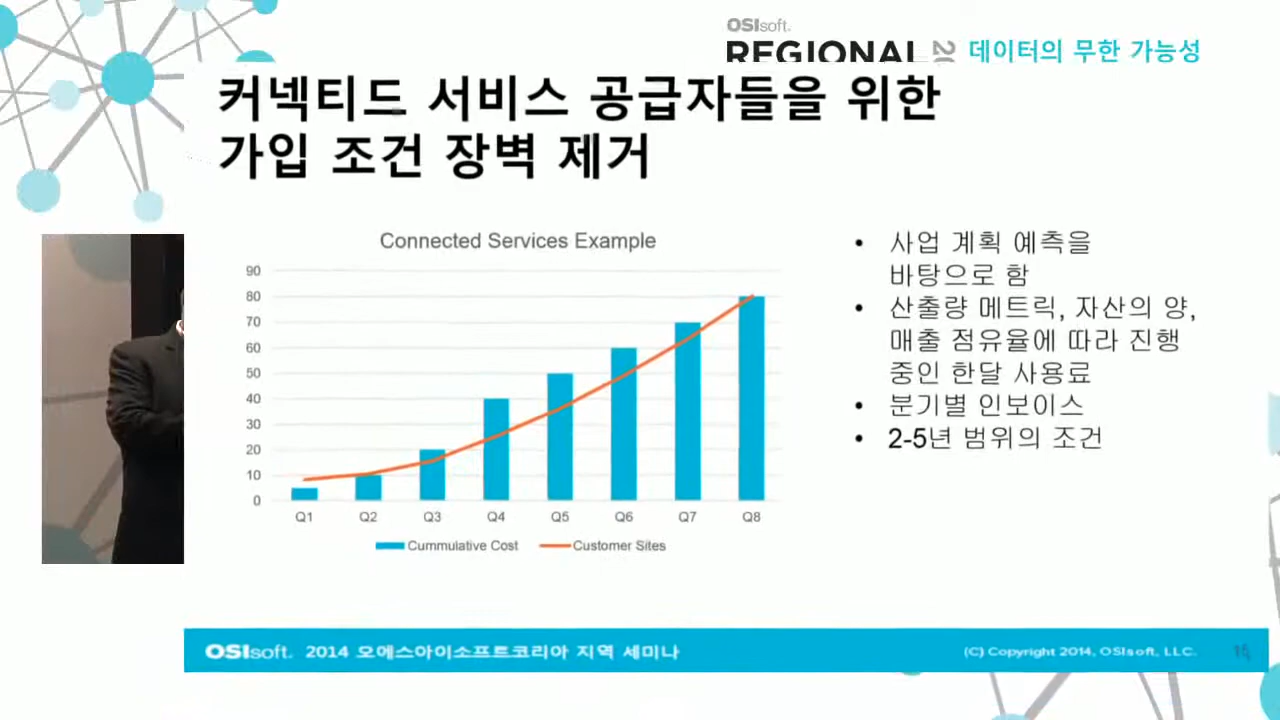 OSIsoft.
REGIONAL 20 데이터의 무한 가능성
커넥티드 서비스 공급자들을 위한
가입 조건 장벽 제거
Connected Services Example
90
80
70
60
50
40
30
20
10
0
Q1 Q2 Q3 Q4 Q5 Q6 Q7 Q8
Cummulative Cost Customer Sites
• 사업 계획 예측을
바탕으로 함
• 산출량 메트릭, 자산의 양,
매출 점유율에 따라 진행
중인 한달 사용료
• 분기별 인보이스
• 2-5년 범위의 조건
OSIsoft. 2014 오에스아이소프트코리아 지역 세미나
(C) Copyright 2014, OSIsoft, LLC.